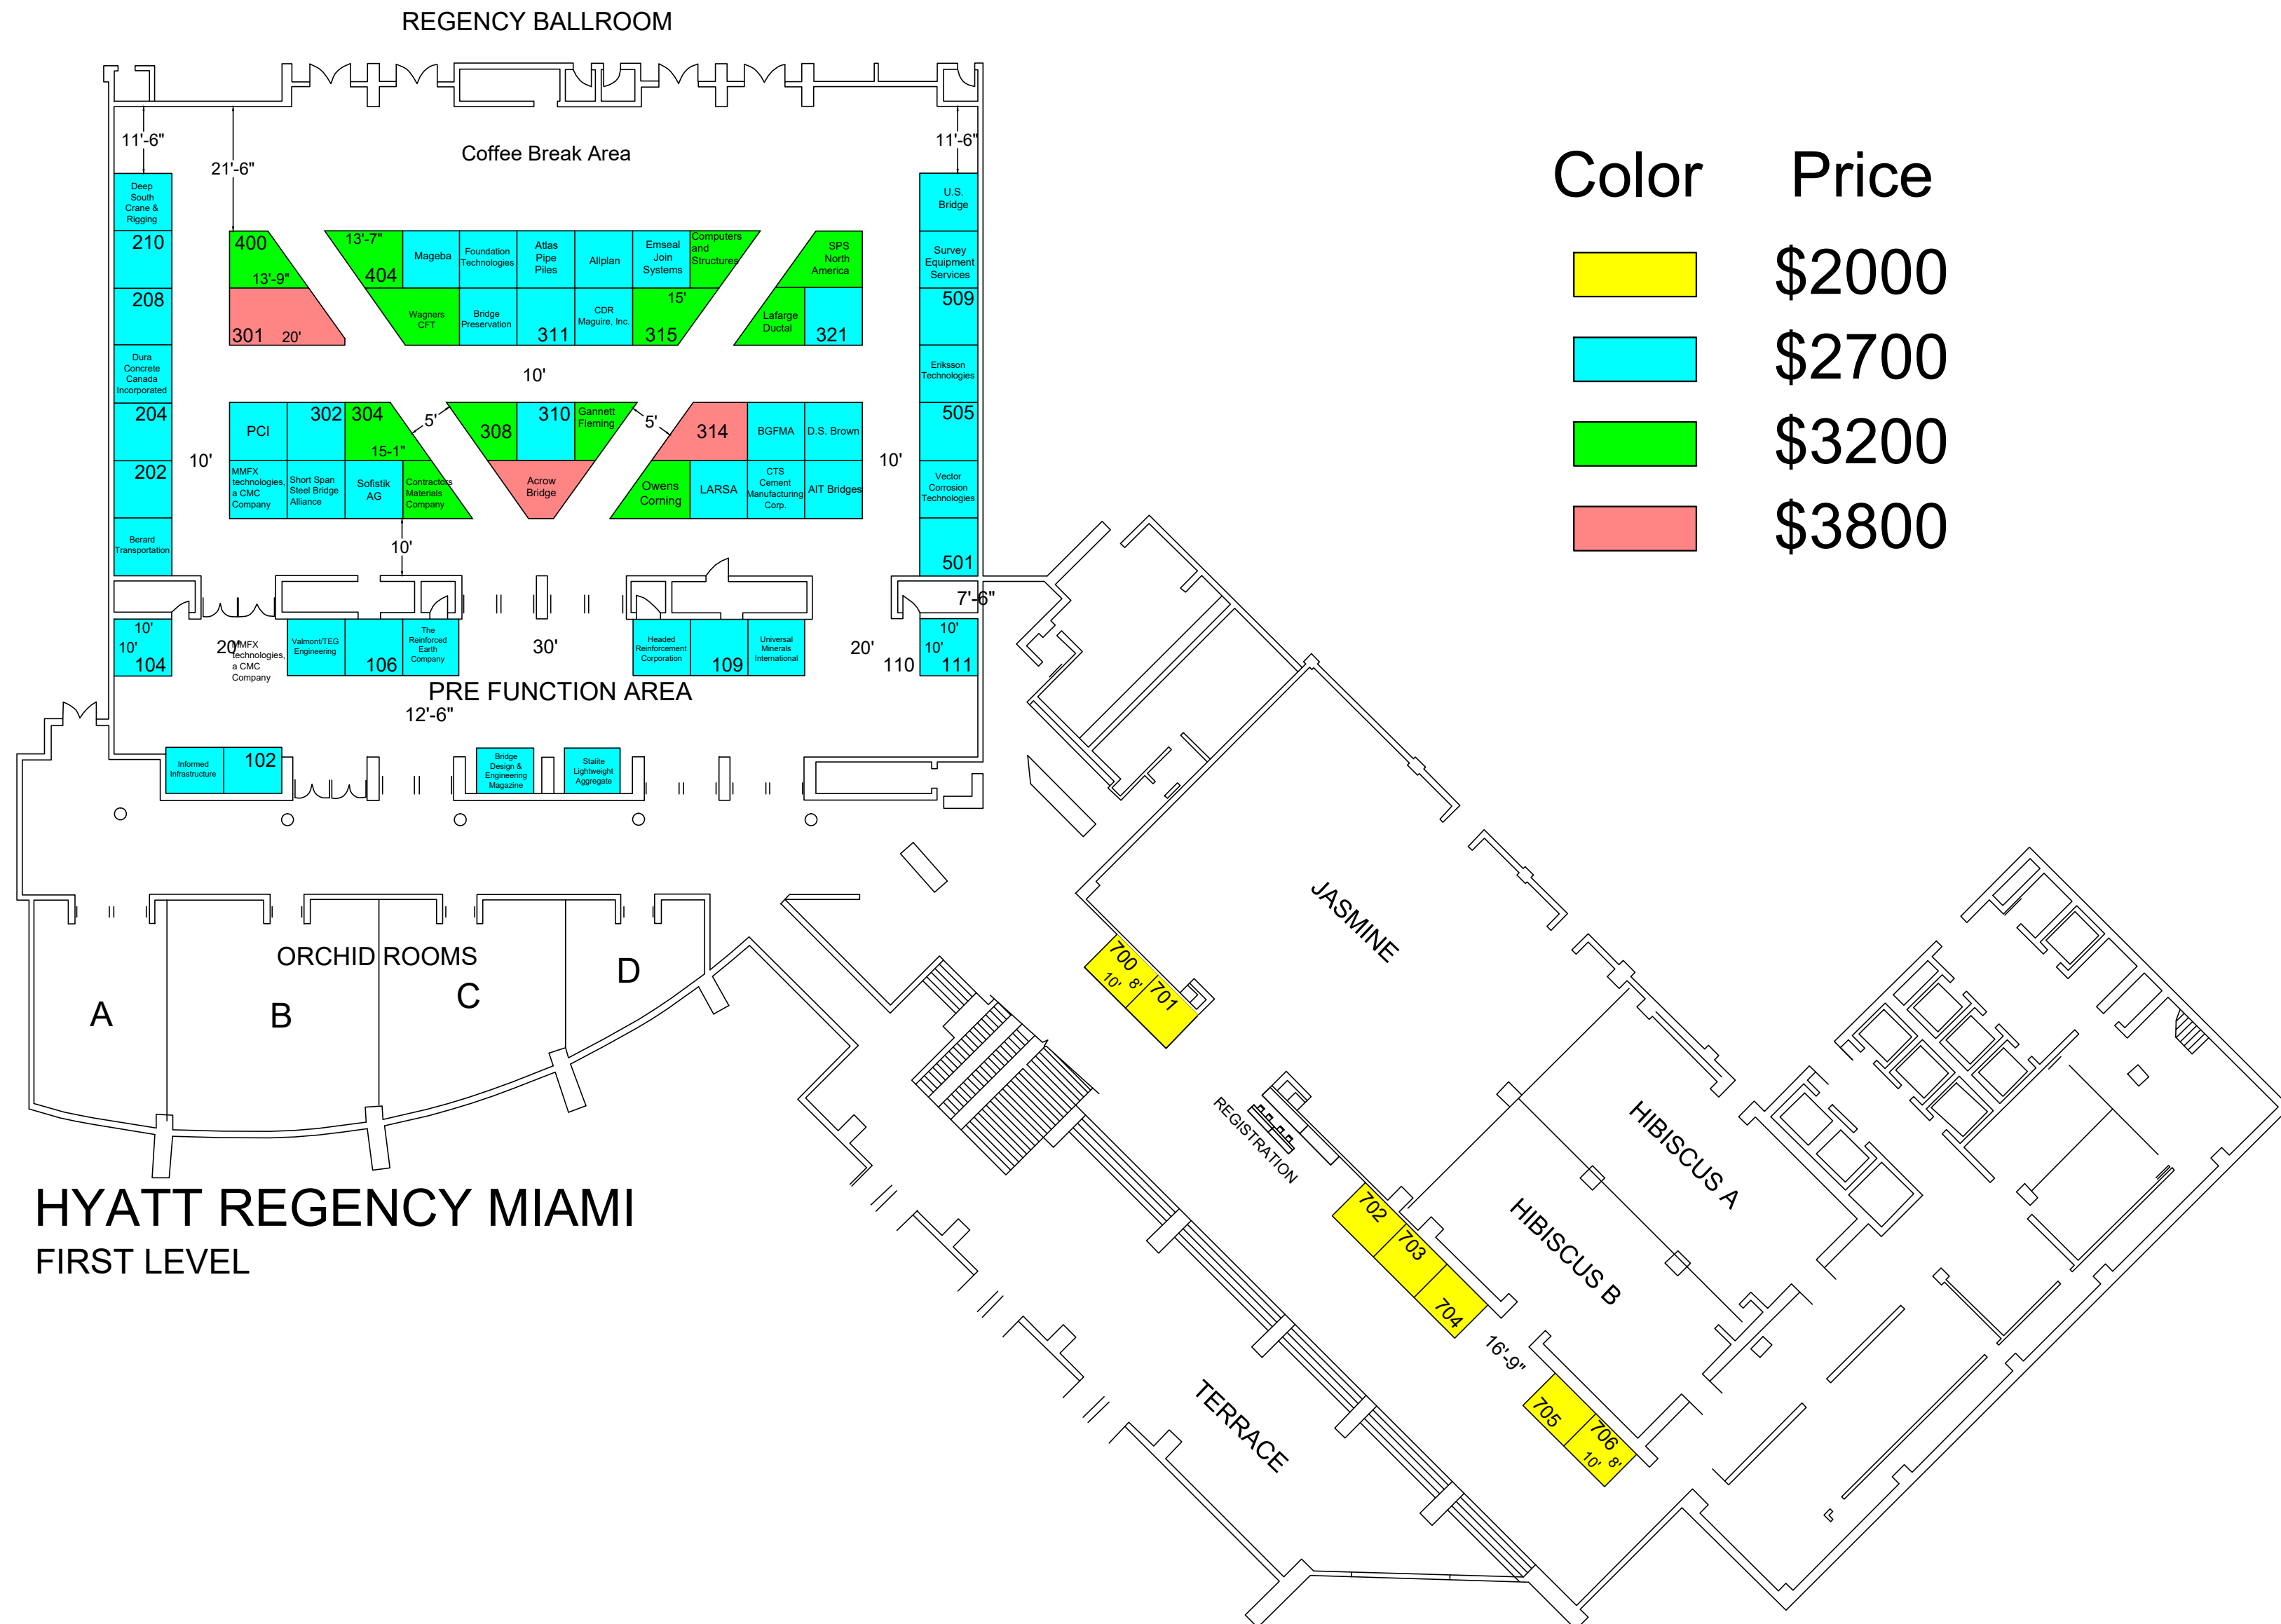 REGENCY BALLROOM
11'-6"
21'-6"
Coffee Break Area
11'-6"
Color Price
$2000
$2700
$3200
$3800
Deep
South
Crane &
Rigging
210
208
Dura
Concrete
Canada
Incorporated
204
202
Berard
Transportation
400
13'-9"
301 20'
13'-7"
404
Mageba
Foundation
Technologies
Atlas
Pipe
Piles
Allplan
Emseal
Join
Systems
Computers
and
Structures
Wagners
CFT
Bridge
Preservation
311
CDR
Maguire, Inc.
15'
315
SPS
North
America
Lafarge
Ductal
321
U.S.
Bridge
Survey
Equipment
Services
509
Eriksson
Technologies
505
Vector
Corrosion
Technologies
501
10'
10'
PCI
302
304
15-1"
5'
308
310
Gannett
Fleming
5'
314
BGFMA
D.S. Brown
10'
MMFX
technologies,
a CMC
Company
Short Span
Steel Bridge
Alliance
Sofistik
AG
Contractors
Materials
Company
Acrow
Bridge
Owens
Corning
LARSA
CTS
Cement
Manufacturing
Corp.
AIT Bridges
10'
7'-6"
10'
10'
104
20'
MMFX
technologies,
a CMC
Company
Valmont/TEG
Engineering
106
The
Reinforced
Earth
Company
30'
Headed
Reinforcement
Corporation
109
Universal
Minerals
International
20'
110
10'
10'
111
PRE FUNCTION AREA
12'-6"
Informed
Infrastructure
102
Bridge
Design &
Engineering
Magazine
Stalite
Lightweight
Aggregate
ORCHID ROOMS
A
B
C
D
JASMINE
700
10' 8'
701
REGISTRATION
HIBISCUS A
HIBISCUS B
702
703
704
16'-9"
705
706
10' 8'
TERRACE
HYATT REGENCY MIAMI
FIRST LEVEL